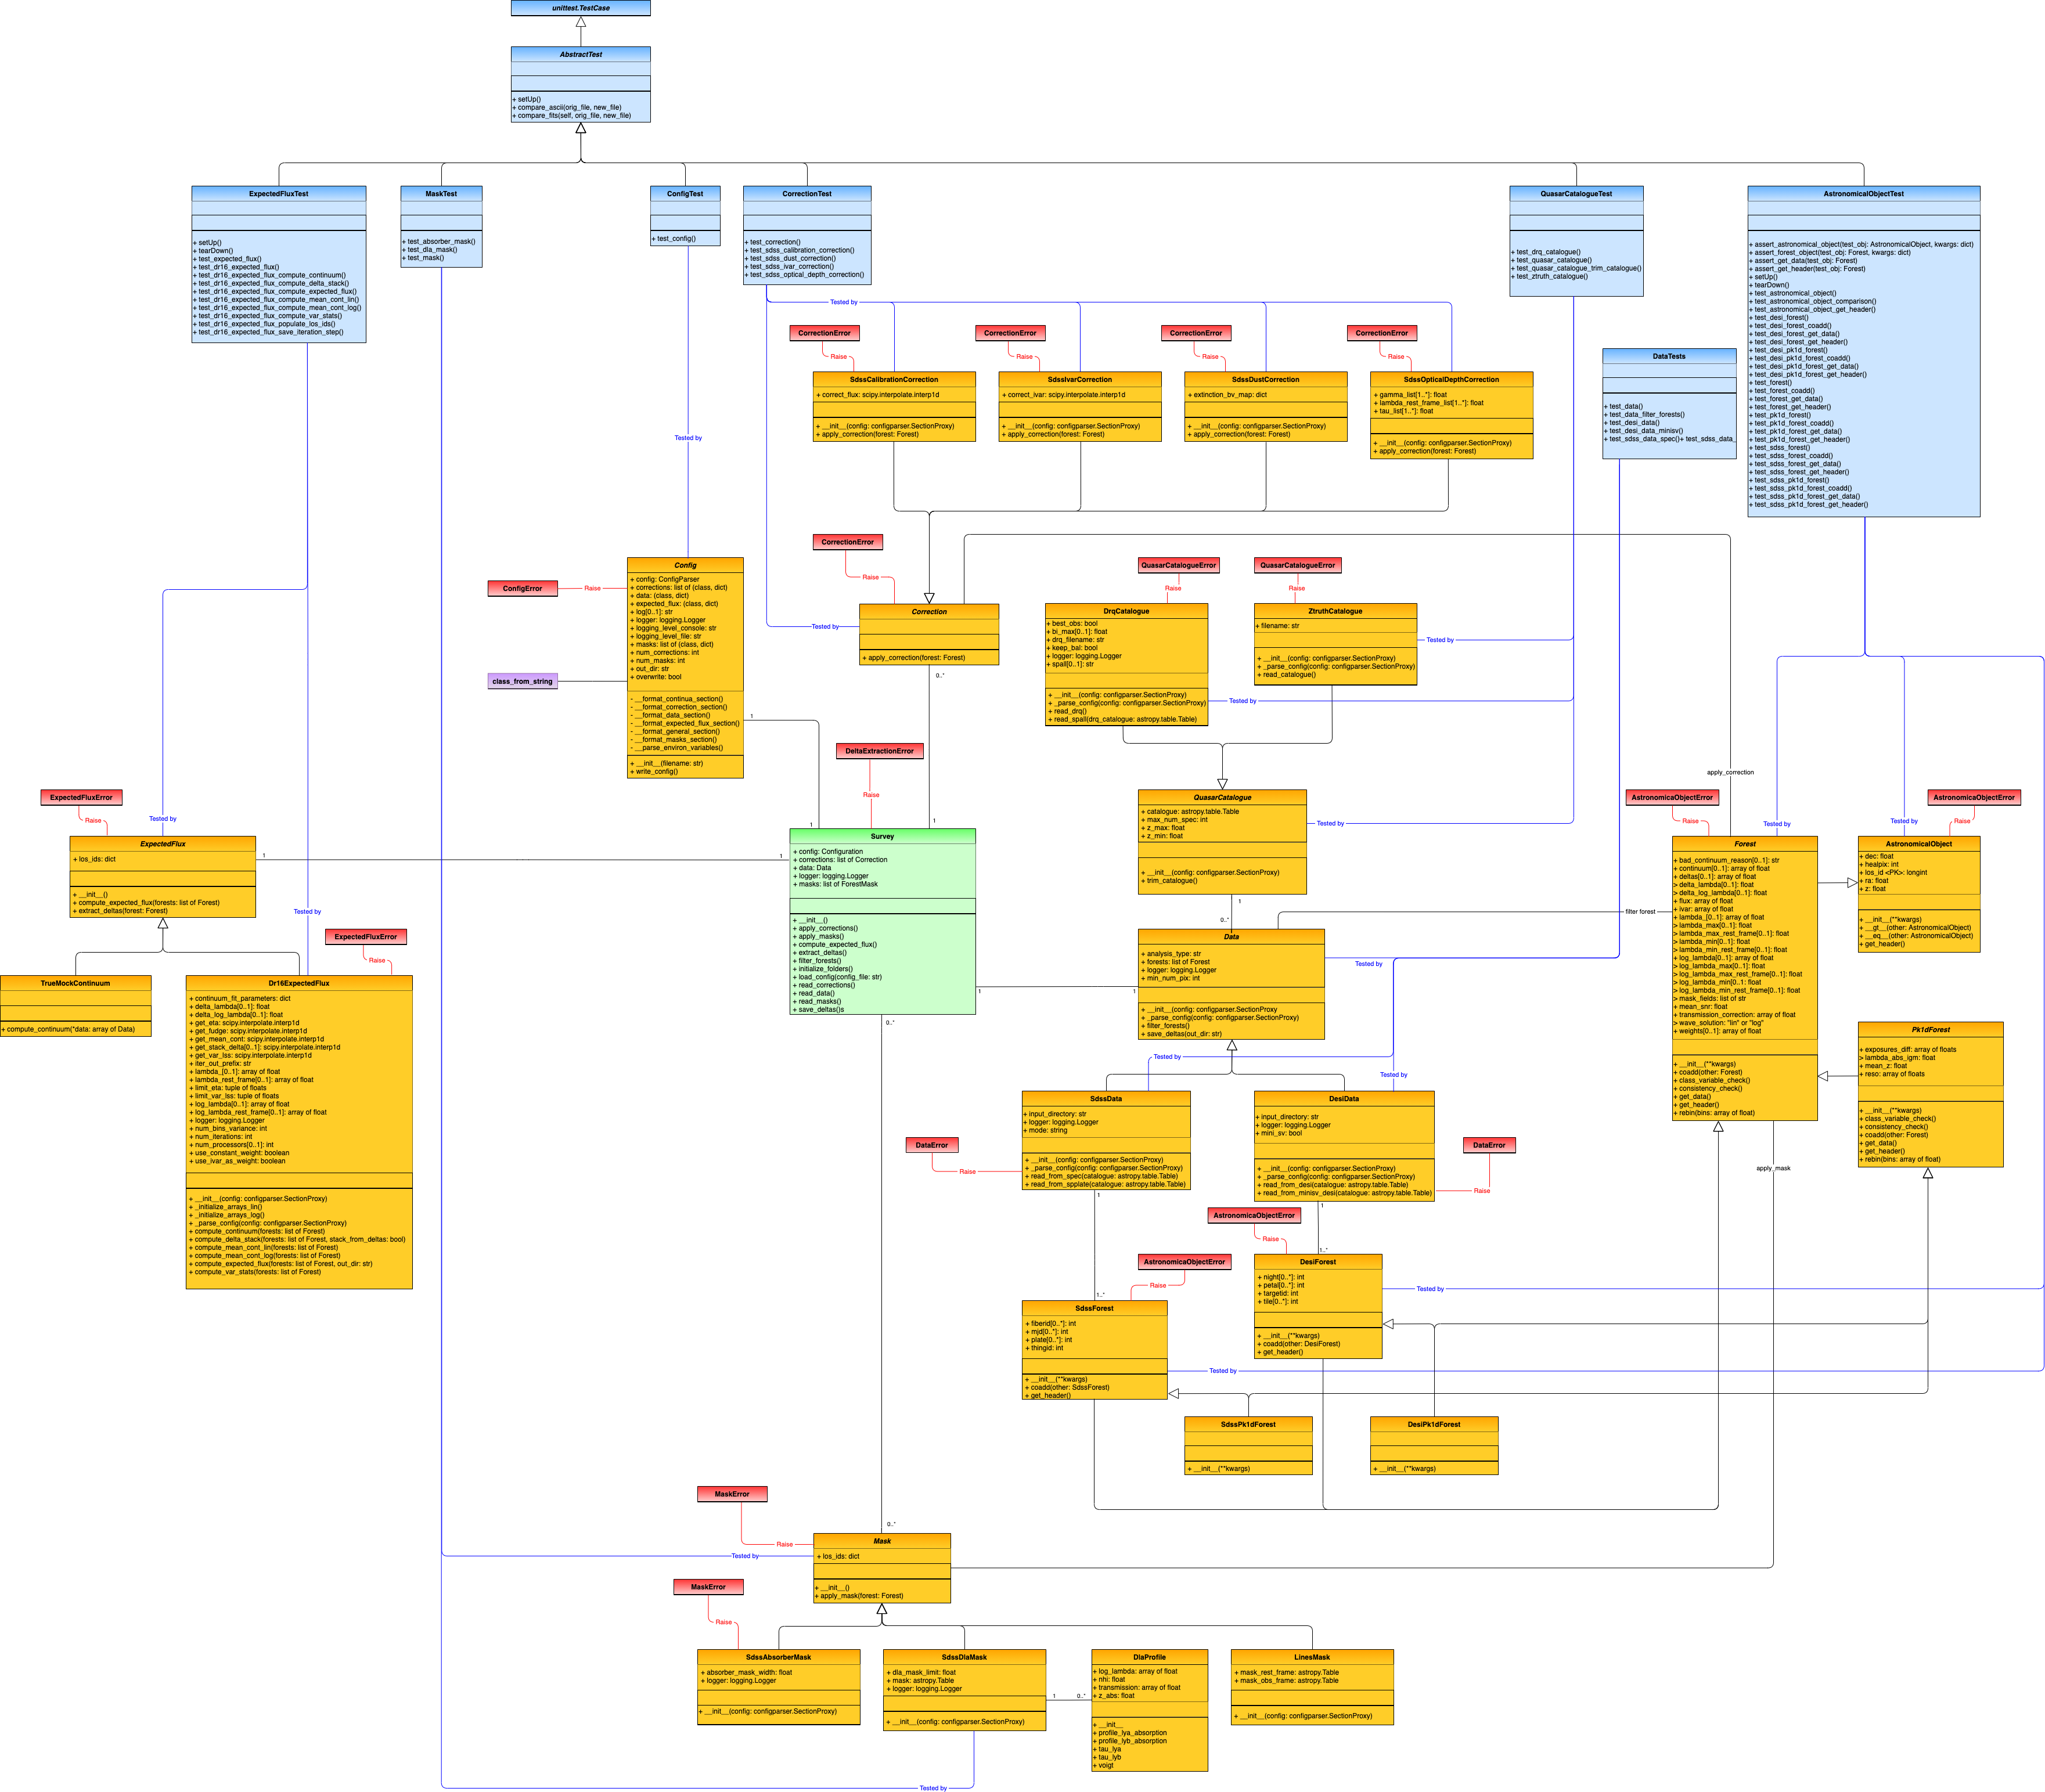 unittest.TestCase
AbstractTest
+ setUp()
+ compare_ascii(orig_file, new_file)
+ compare_fits(self, orig_file, new_file)
ExpectedFluxTest
+ setUp()
+ tearDown()
+ test_expected_flux()
+ test_dr16_expected_flux()
+ test_dr16_expected_flux_compute_continuum()
+ test_dr16_expected_flux_compute_delta_stack()
+ test_dr16_expected_flux_compute_expected_flux()
+ test_dr16_expected_flux_compute_mean_cont_lin()
+ test_dr16_expected_flux_compute_mean_cont_log()
+ test_dr16_expected_flux_compute_var_stats()
+ test_dr16_expected_flux_populate_los_ids()
+ test_dr16_expected_flux_save_iteration_step()
MaskTest
+ test_absorber_mask()
+ test_dla_mask()
+ test_mask()
ConfigTest
+ test_config()
CorrectionTest
+ test_correction()
+ test_sdss_calibration_correction()
+ test_sdss_dust_correction()
+ test_sdss_ivar_correction()
+ test_sdss_optical_depth_correction()
QuasarCatalogueTest
+ test_drq_catalogue()
+ test_quasar_catalogue()
+ test_quasar_catalogue_trim_catalogue()
+ test_ztruth_catalogue()
AstronomicalObjectTest
+ assert_astronomical_object(test_obj: AstronomicalObject, kwargs: dict)
+ assert_forest_object(test_obj: Forest, kwargs: dict)
+ assert_get_data(test_obj: Forest)
+ assert_get_header(test_obj: Forest)
+ setUp()
+ tearDown()
+ test_astronomical_object()
+ test_astronomical_object_comparison()
+ test_astronomical_object_get_header()
+ test_desi_forest()
+ test_desi_forest_coadd()
+ test_desi_forest_get_data()
+ test_desi_forest_get_header()
+ test_desi_pk1d_forest()
+ test_desi_pk1d_forest_coadd()
+ test_desi_pk1d_forest_get_data()
+ test_desi_pk1d_forest_get_header()
+ test_forest()
+ test_forest_coadd()
+ test_forest_get_data()
+ test_forest_get_header()
+ test_pk1d_forest()
+ test_pk1d_forest_coadd()
+ test_pk1d_forest_get_data()
+ test_pk1d_forest_get_header()
+ test_sdss_forest()
+ test_sdss_forest_coadd()
+ test_sdss_forest_get_data()
+ test_sdss_forest_get_header()
+ test_sdss_pk1d_forest()
+ test_sdss_pk1d_forest_coadd()
+ test_sdss_pk1d_forest_get_data()
+ test_sdss_pk1d_forest_get_header()
DataTests
+ test_data()
+ test_data_filter_forests()
+ test_desi_data()
+ test_desi_data_minisv()
+ test_sdss_data_spec()+ test_sdss_data_
Tested by
CorrectionError
CorrectionError
CorrectionError
CorrectionError
Raise
Raise
Raise
Raise
SdssCalibrationCorrection
+ correct_flux: scipy.interpolate.interp1d
+ __init__(config: configparser.SectionProxy)
+ apply_correction(forest: Forest)
SdssIvarCorrection
+ correct_ivar: scipy.interpolate.interp1d
+ __init__(config: configparser.SectionProxy)
+ apply_correction(forest: Forest)
SdssDustCorrection
+ extinction_bv_map: dict
+ __init__(config: configparser.SectionProxy)
+ apply_correction(forest: Forest)
SdssOpticalDepthCorrection
+ gamma_list[1..*]: float
+ lambda_rest_frame_list[1..*]: float
+ tau_list[1..*]: float
+ __init__(config: configparser.SectionProxy)
+ apply_correction(forest: Forest)
Tested by
CorrectionError
Raise
Correction
+ apply_correction(forest: Forest)
Tested by
0..*
ConfigError
Raise
class_from_string
Config
+ config: ConfigParser
+ corrections: list of (class, dict)
+ data: (class, dict)
+ expected_flux: (class, dict)
+ log[0..1]: str
+ logger: logging.Logger
+ logging_level_console: str
+ logging_level_file: str
+ masks: list of (class, dict)
+ num_corrections: int
+ num_masks: int
+ out_dir: str
+ overwrite: bool
- __format_continua_section()
- __format_correction_section()
- __format_data_section()
- __format_expected_flux_section()
- __format_general_section()
- __format_masks_section()
- __parse_environ_variables()
+ __init__(filename: str)
+ write_config()
1
QuasarCatalogueError
QuasarCatalogueError
Raise
Raise
DrqCatalogue
+ best_obs: bool
+ bi_max[0..1]: float
+ drq_filename: str
+ keep_bal: bool
+ logger: logging.Logger
+ spall[0..1]: str
+ __init__(config: configparser.SectionProxy)
+ _parse_config(config: configparser.SectionProxy)
+ read_drq()
+ read_spall(drq_catalogue: astropy.table.Table)
ZtruthCatalogue
+ filename: str
+ __init__(config: configparser.SectionProxy)
+ _parse_config(config: configparser.SectionProxy)
+ read_catalogue()
Tested by
Tested by
DeltaExtractionError
Raise
apply_correction
QuasarCatalogue
+ catalogue: astropy.table.Table
+ max_num_spec: int
+ z_max: float
+ z_min: float
+ __init__(config: configparser.SectionProxy)
+ trim_catalogue()
Tested by
1
0..*
ExpectedFluxError
Raise
Tested by
ExpectedFlux
+ los_ids: dict
+ __init__()
+ compute_expected_flux(forests: list of Forest)
+ extract_deltas(forest: Forest)
1
1
1
1
Survey
+ config: Configuration
+ corrections: list of Correction
+ data: Data
+ logger: logging.Logger
+ masks: list of ForestMask
+ __init__()
+ apply_corrections()
+ apply_masks()
+ compute_expected_flux()
+ extract_deltas()
+ filter_forests()
+ initialize_folders()
+ load_config(config_file: str)
+ read_corrections()
+ read_data()
+ read_masks()
+ save_deltas()s
1
1
0..*
AstronomicaObjectError
Raise
Tested by
Tested by
AstronomicaObjectError
Raise
Forest
+ bad_continuum_reason[0..1]: str
+ continuum[0..1]: array of float
+ deltas[0..1]: array of float
> delta_lambda[0..1]: float
> delta_log_lambda[0..1]: float
+ flux: array of float
+ ivar: array of float
+ lambda_[0..1]: array of float
> lambda_max[0..1]: float
> lambda_max_rest_frame[0..1]: float
> lambda_min[0..1]: float
> lambda_min_rest_frame[0..1]: float
+ log_lambda[0..1]: array of float
> log_lambda_max[0..1]: float
> log_lambda_max_rest_frame[0..1]: float
> log_lambda_min[0..1: float
> log_lambda_min_rest_frame[0..1]: float
> mask_fields: list of str
+ mean_snr: float
+ transmission_correction: array of float
> wave_solution: "lin" or "log"
+ weights[0..1]: array of float
+ __init__(**kwargs)
+ coadd(other: Forest)
+ class_variable_check()
+ consistency_check()
+ get_data()
+ get_header()
+ rebin(bins: array of float)
AstronomicalObject
+ dec: float
+ healpix: int
+ los_id <PK>: longint
+ ra: float
+ z: float
+ __init__(**kwargs)
+ __gt__(other: AstronomicalObject)
+ __eq__(other: AstronomicalObject)
+ get_header()
filter forest
Data
+ analysis_type: str
+ forests: list of Forest
+ logger: logging.Logger
+ min_num_pix: int
+ __init__(config: configparser.SectionProxy
+ _parse_config(config: configparser.SectionProxy)
+ filter_forests()
+ save_deltas(out_dir: str)
Tested by
Tested by
Tested by
Tested by
ExpectedFluxError
Raise
TrueMockContinuum
+ compute_continuum(*data: array of Data)
Dr16ExpectedFlux
+ continuum_fit_parameters: dict
+ delta_lambda[0..1]: float
+ delta_log_lambda[0..1]: float
+ get_eta: scipy.interpolate.interp1d
+ get_fudge: scipy.interpolate.interp1d
+ get_mean_cont: scipy.interpolate.interp1d
+ get_stack_delta[0..1]: scipy.interpolate.interp1d
+ get_var_lss: scipy.interpolate.interp1d
+ iter_out_prefix: str
+ lambda_[0..1]: array of float
+ lambda_rest_frame[0..1]: array of float
+ limit_eta: tuple of floats
+ limit_var_lss: tuple of floats
+ log_lambda[0..1]: array of float
+ log_lambda_rest_frame[0..1]: array of float
+ logger: logging.Logger
+ num_bins_variance: int
+ num_iterations: int
+ num_processors[0..1]: int
+ use_constant_weight: boolean
+ use_ivar_as_weight: boolean
+ __init__(config: configparser.SectionProxy)
+ _initialize_arrays_lin()
+ _initialize_arrays_log()
+ _parse_config(config: configparser.SectionProxy)
+ compute_continuum(forests: list of Forest)
+ compute_delta_stack(forests: list of Forest, stack_from_deltas: bool)
+ compute_mean_cont_lin(forests: list of Forest)
+ compute_mean_cont_log(forests: list of Forest)
+ compute_expected_flux(forests: list of Forest, out_dir: str)
+ compute_var_stats(forests: list of Forest)
Pk1dForest
+ exposures_diff: array of floats
> lambda_abs_igm: float
+ mean_z: float
+ reso: array of floats
+ __init__(**kwargs)
+ class_variable_check()
+ consistency_check()
+ coadd(other: Forest)
+ get_data()
+ get_header()
+ rebin(bins: array of float)
SdssData
+ input_directory: str
+ logger: logging.Logger
+ mode: string
+ __init__(config: configparser.SectionProxy)
+ _parse_config(config: configparser.SectionProxy)
+ read_from_spec(catalogue: astropy.table.Table)
+ read_from_spplate(catalogue: astropy.table.Table)
DesiData
+ input_directory: str
+ logger: logging.Logger
+ mini_sv: bool
+ __init__(config: configparser.SectionProxy)
+ _parse_config(config: configparser.SectionProxy)
+ read_from_desi(catalogue: astropy.table.Table)
+ read_from_minisv_desi(catalogue: astropy.table.Table)
DataError
Raise
DataError
Raise
apply_mask
1
1
AstronomicaObjectError
Raise
1..*
AstronomicaObjectError
Raise
1..*
DesiForest
+ night[0..*]: int
+ petal[0..*]: int
+ targetid: int
+ tile[0..*]: int
+ __init__(**kwargs)
+ coadd(other: DesiForest)
+ get_header()
Tested by
SdssForest
+ fiberid[0..*]: int
+ mjd[0..*]: int
+ plate[0..*]: int
+ thingid: int
+ __init__(**kwargs)
+ coadd(other: SdssForest)
+ get_header()
Tested by
SdssPk1dForest
+ __init__(**kwargs)
DesiPk1dForest
+ __init__(**kwargs)
MaskError
Raise
0..*
Tested by
Mask
+ los_ids: dict
+ __init__()
+ apply_mask(forest: Forest)
MaskError
Raise
SdssAbsorberMask
+ absorber_mask_width: float
+ logger: logging.Logger
+ __init__(config: configparser.SectionProxy)
SdssDlaMask
+ dla_mask_limit: float
+ mask: astropy.Table
+ logger: logging.Logger
+ __init__(config: configparser.SectionProxy)
1
0..*
DlaProfile
+ log_lambda: array of float
+ nhi: float
+ transmission: array of float
+ z_abs: float
+ __init__
+ profile_lya_absorption
+ profile_lyb_absorption
+ tau_lya
+ tau_lyb
+ voigt
LinesMask
+ mask_rest_frame: astropy.Table
+ mask_obs_frame: astropy.Table
+ __init__(config: configparser.SectionProxy)
Tested by